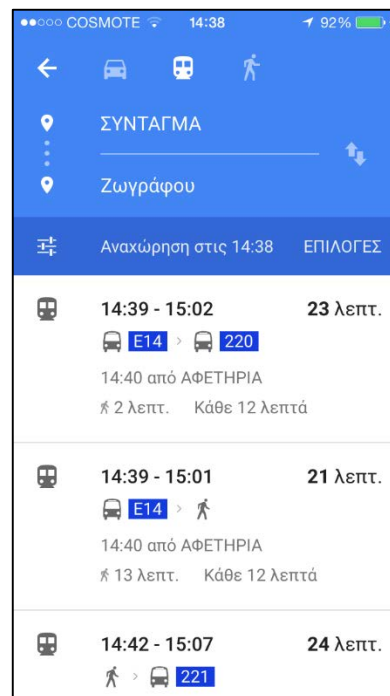 COSMOTE 14:38 92%
ΣΥΝΤΑΓΜΑ
Ζωγράφου
Αναχώρηση στις 14:38 ΕΠΙΛΟΓΕΣ
14:39 - 15:02 23 λεπτ.
E14 > 220
14:40 από ΑΦΕΤΗΡΙΑ
2 λεπτ. Κάθε 12 λεπτά
14:39 - 15:01 21 λεπτ.
E14 >
14:40 από ΑΦΕΤΗΡΙΑ
13 λεπτ. Κάθε 12 λεπτά
14:42 - 15:07 24 λεπτ.
> 221